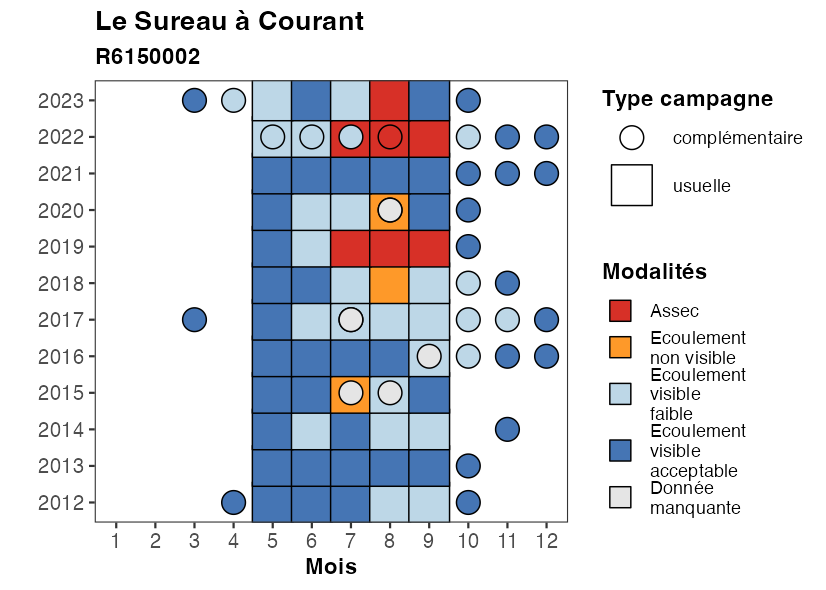 Le Sureau à Courant
R6150002
2023
2022
2021
2020
2019
2018
2017
2016
2015
2014
2013
2012
1 2 3 4 5 6 7 8 9 10 11 12
Mois
Type campagne
complémentaire
usuelle
Modalités
Assec
Ecoulement
non visible
Ecoulement
visible
faible
Ecoulement
visible
acceptable
Donnée
manquante